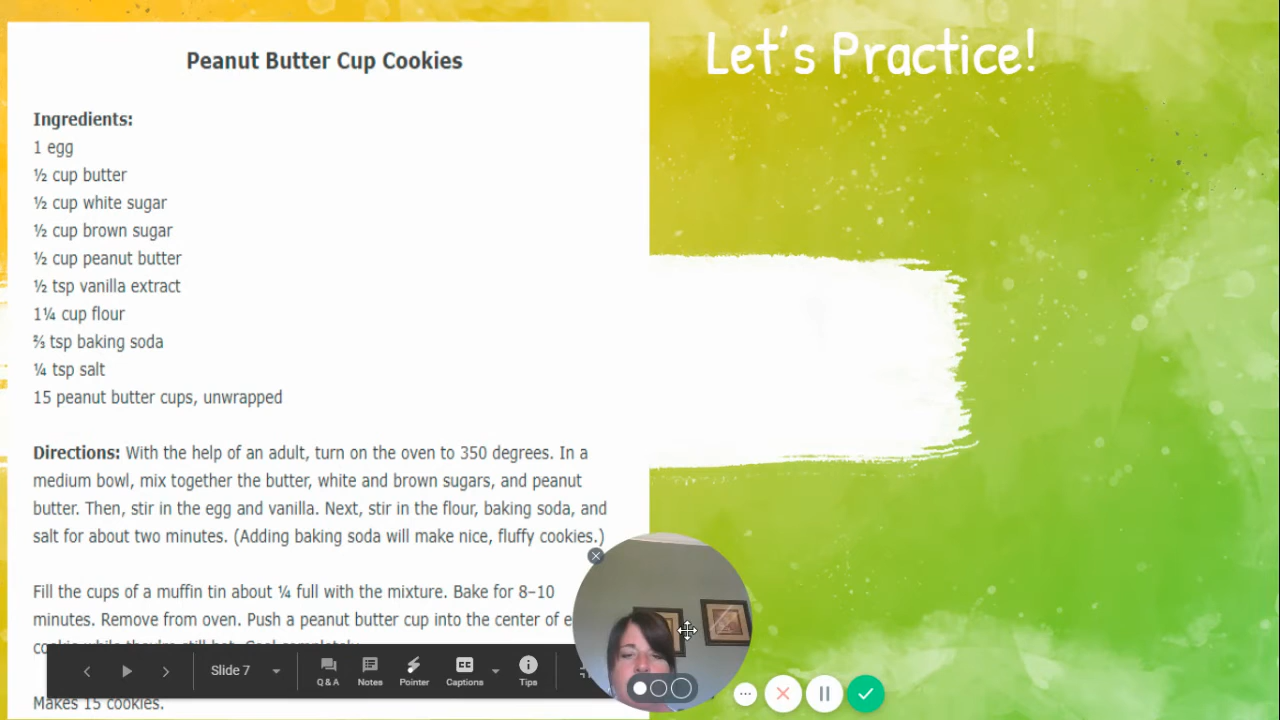 Let's Practice!
Peanut Butter Cup Cookies
Ingredients:
1 egg
½ cup butter
½ cup white sugar
½ cup brown sugar
½ cup peanut butter
½ tsp vanilla extract
1¼ cup flour
⅔ tsp baking soda
¼ tsp salt
15 peanut butter cups, unwrapped
Directions: With the help of an adult, turn on the oven to 350 degrees. In a
medium bowl, mix together the butter, white and brown sugars, and peanut
butter. Then, stir in the egg and vanilla. Next, stir in the flour, baking soda, and
salt for about two minutes. (Adding baking soda will make nice, fluffy cookies.)
Fill the cups of a muffin tin about ¼ full with the mixture. Bake for 8–10
minutes. Remove from oven. Push a peanut butter cup into the center of
Slide 7
Q&A
Notes
Pointer
CC
Captions
Tips
Makes 15 cookies.